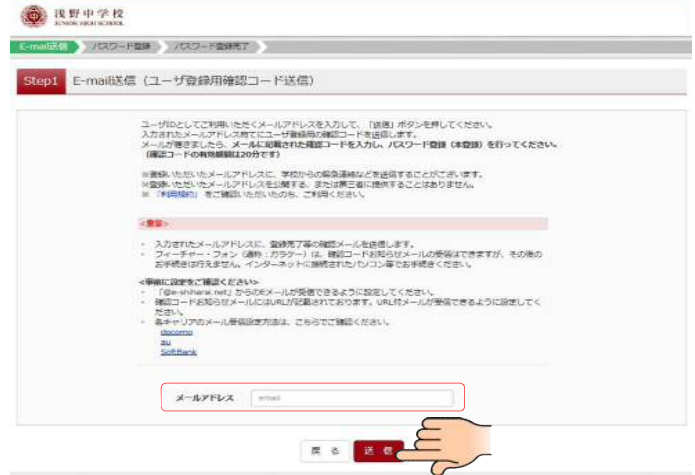 浅野中学校
JUNIOR HIGH SCHOOL
E-mail送信 パスワード登録 パスワード登録完了
Step1 E-mail送信（ユーザ登録用確認コード送信）
ユーザIDとしてご利用いただくメールアドレスを入力して、「送信」ボタンを押してください。
入力されたメールアドレス宛てにユーザ登録用の確認コードを送信します。
メールが届きましたら、メールに記載された確認コードを入力し、パスワード登録（本登録）を行ってください。
（確認コードの有効期限は20分です）
※登録いただいたメールアドレスに、学校からの緊急連絡などを送信することがございます。
※登録いただいたメールアドレスを公開する、または第三者に提供することはありません。
※「利用規約」をご確認いただいたのち、ご利用ください。
<重要>
・ 入力されたメールアドレスに、登録完了等の確認メールを送信します。
・ フィーチャー・フォン（通称：ガラケー）は、確認コードお知らせメールの受信はできますが、その後の
お手続きは行えません。インターネットに接続されたパソコン等でお手続きください。
<事前に設定をご確認ください>
・ 「@e-shiharai.net」からのEメールが受信できるように設定してください。
・ 確認コードお知らせメールにはURLが記載されております。URL付メールが受信できるように設定してく
ださい。
・ 各キャリアのメール受信設定方法は、こちらでご確認ください。
docomo
au
SoftBank
メールアドレス email
戻る 送信